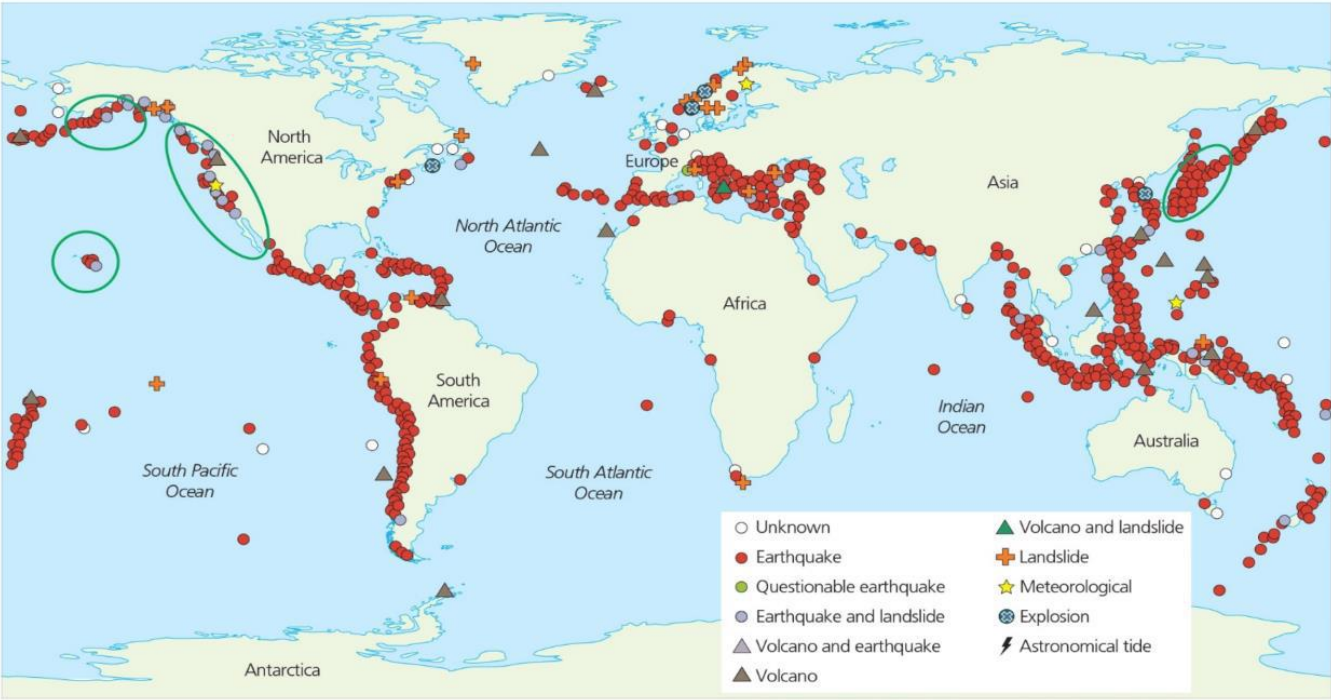 North
America
Europe
Asia
North Atlantic
Ocean
Africa
South
America
Indian
Ocean
Australia
South Pacific
Ocean
South Atlantic
Ocean
Unknown
Earthquake
Questionable earthquake
Earthquake and landslide
Volcano and earthquake
Volcano
Volcano and landslide
Landslide
Meteorological
Explosion
Astronomical tide
Antarctica